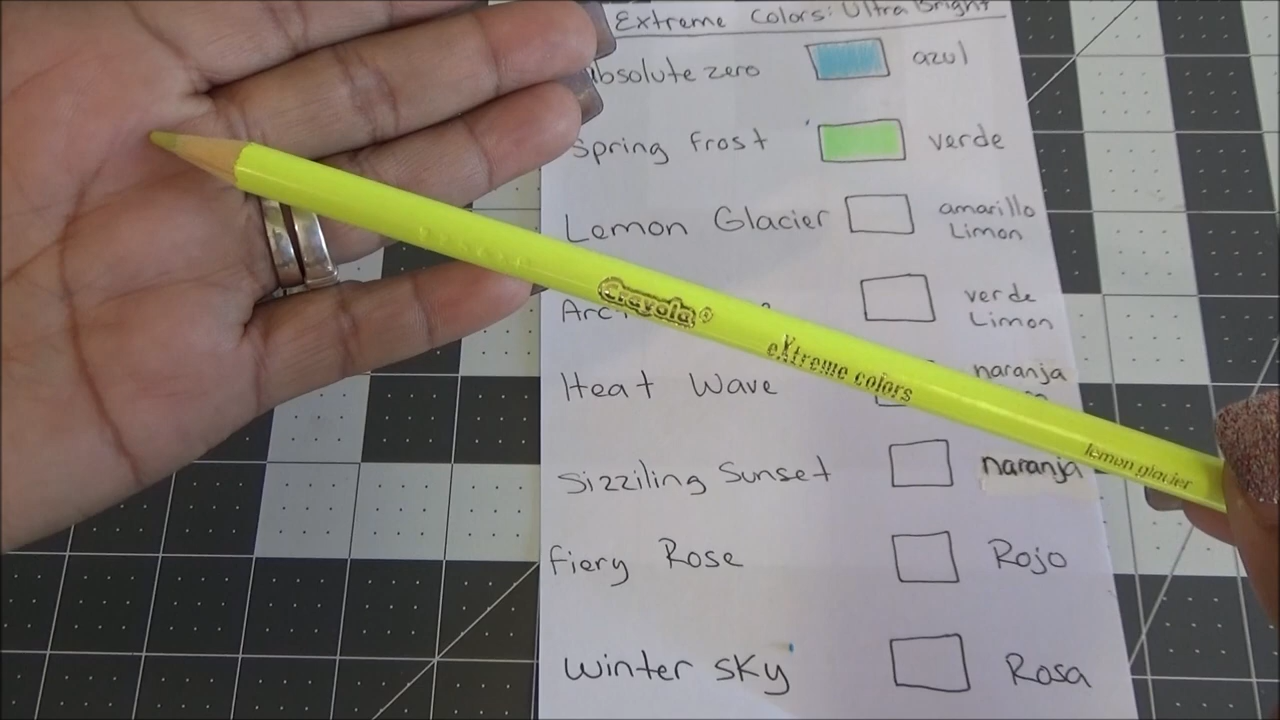 Extreme Colors: Ultra Bright
absolute zero azul
Spring Frost verde
Lemon Glacier amarillo
Limon
verde
Limon
Heat Wave naranja
Sizziling Sunset naranja
Fiery Rose Rojo
Winter Sky Rosa
Crayola
eXtreme colors
lemon glacier